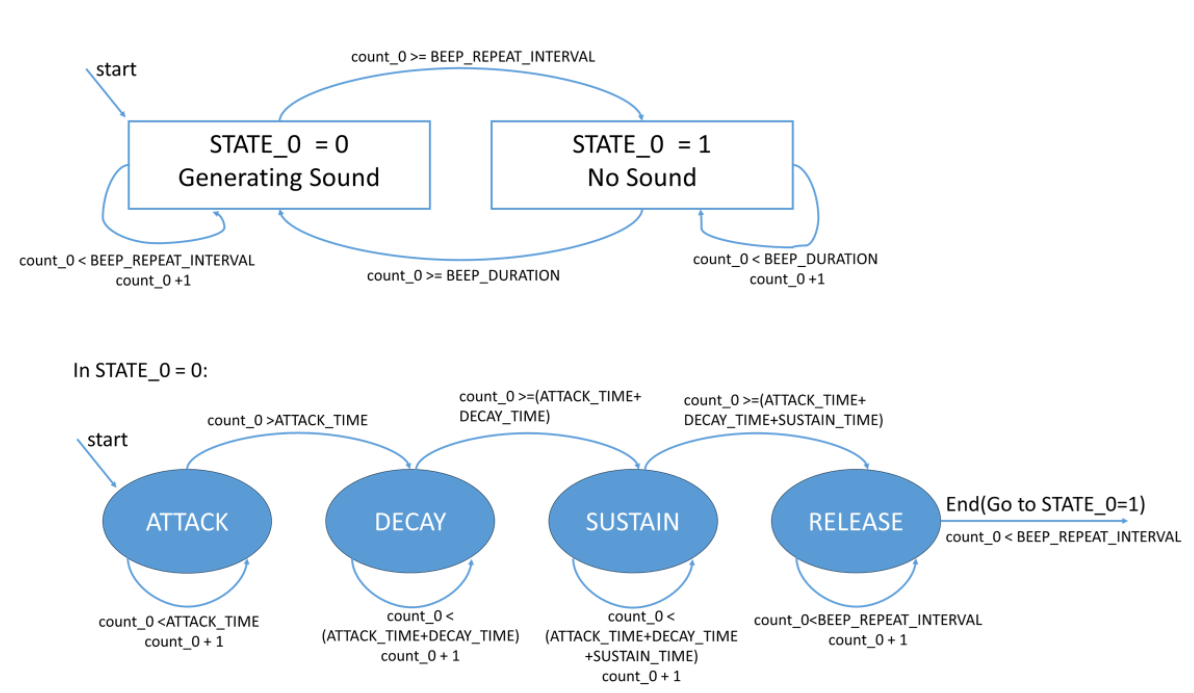 count_0 >= BEEP_REPEAT_INTERVAL
start
STATE_0 = 0
Generating Sound
STATE_0 = 1
No Sound
count_0 < BEEP_REPEAT_INTERVAL
count_0 +1
count_0 >= BEEP_DURATION
count_0 < BEEP_DURATION
count_0 +1
In STATE_0 = 0:
start
count_0 >ATTACK_TIME
count_0 >=(ATTACK_TIME+
DECAY_TIME)
count_0 >=(ATTACK_TIME+
DECAY_TIME+SUSTAIN_TIME)
ATTACK
DECAY
SUSTAIN
RELEASE
End(Go to STATE_0=1)
count_0 < BEEP_REPEAT_INTERVAL
count_0 <ATTACK_TIME
count_0 + 1
count_0 <
(ATTACK_TIME+DECAY_TIME)
count_0 + 1
count_0 <
(ATTACK_TIME+DECAY_TIME
+SUSTAIN_TIME)
count_0 + 1
count_0<BEEP_REPEAT_INTERVAL
count_0 + 1